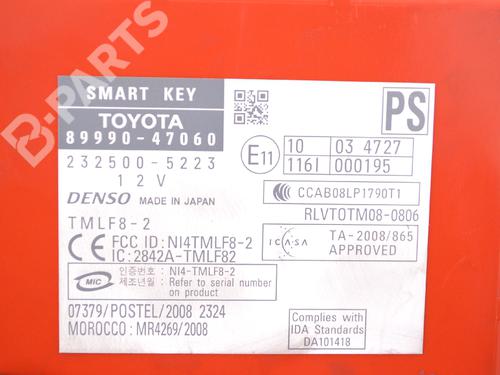 B-PARTS
SMART KEY
TOYOTA
89990-47060
232500-5223
12V
DENSO MADE IN JAPAN
TMLF8-2
CE
FCC ID: NI4TMLF8-2
IC: 2842A-TMLF82
MIC
인증번호 : NI4-TMLF8-2
제조년월 : Refer to serial number
on product
07379/POSTEL/2008 2324
MOROCCO: MR4269/2008
PS
E11
10 03 4727
116I 000195
CCAB08LP1790T1
RLVTOTM08-0806
ICASA
TA-2008/865
APPROVED
Complies with
IDA Standards
DA101418